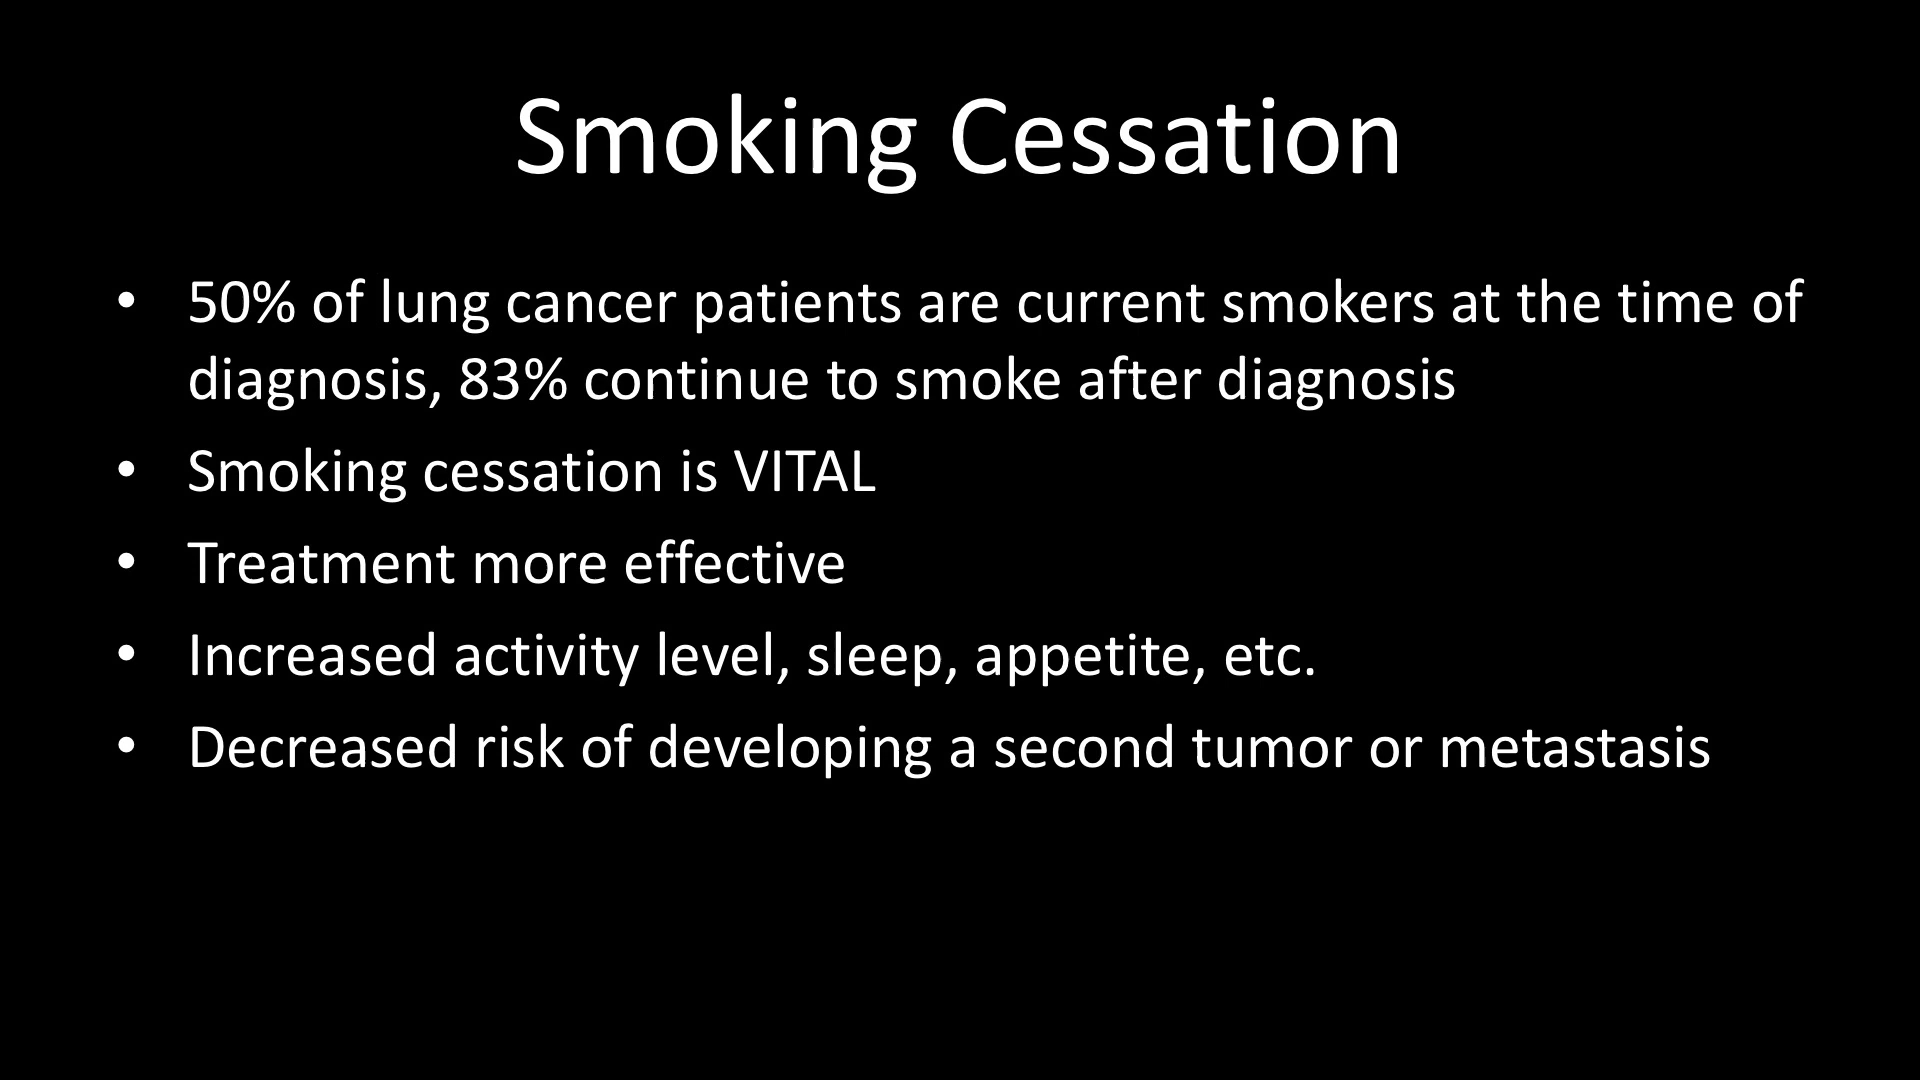 Smoking Cessation
• 50% of lung cancer patients are current smokers at the time of
diagnosis, 83% continue to smoke after diagnosis
• Smoking cessation is VITAL
• Treatment more effective
• Increased activity level, sleep, appetite, etc.
• Decreased risk of developing a second tumor or metastasis